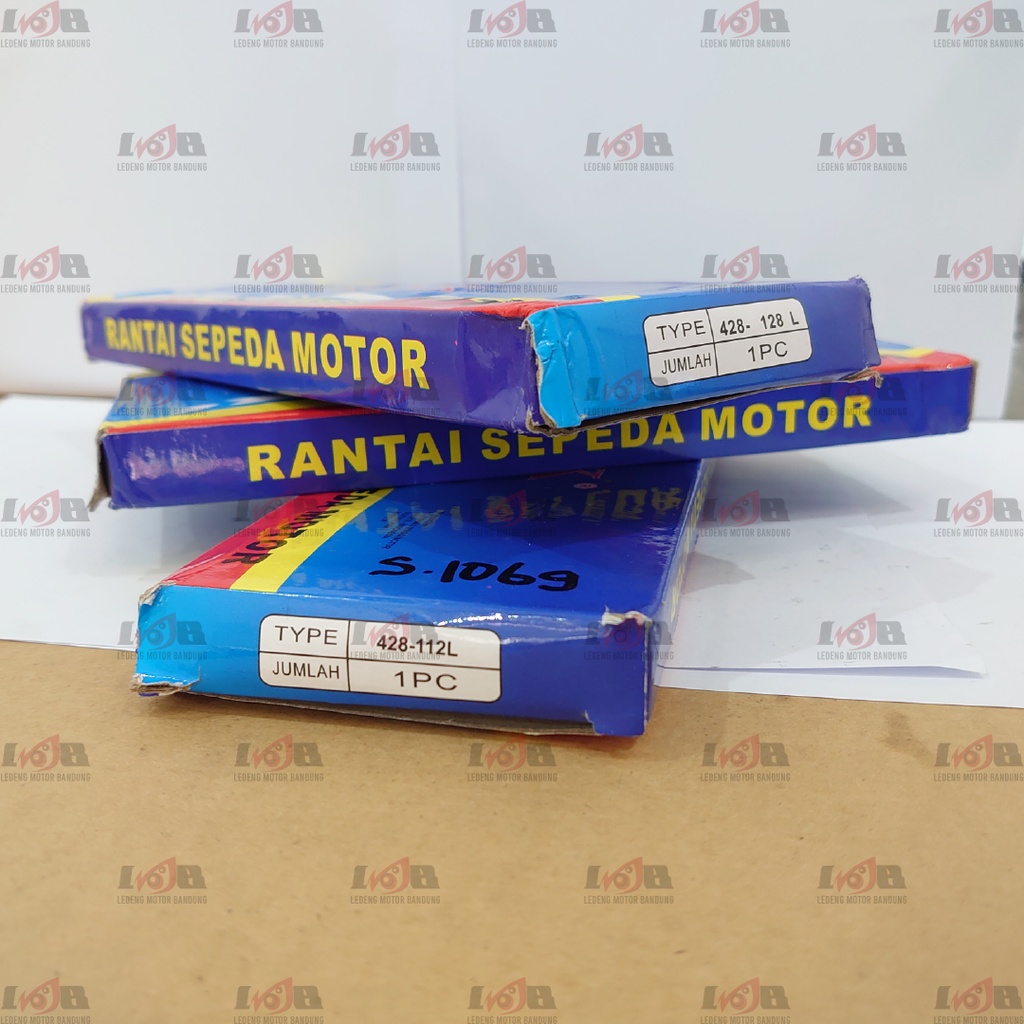 RANTAI SEPEDA MOTOR
TYPE 428- 128 L
JUMLAH 1PC
RANTAI SEPEDA MOTOR
S.1069
TYPE 428-112L
JUMLAH 1PC
LEDENG MOTOR BANDUNG